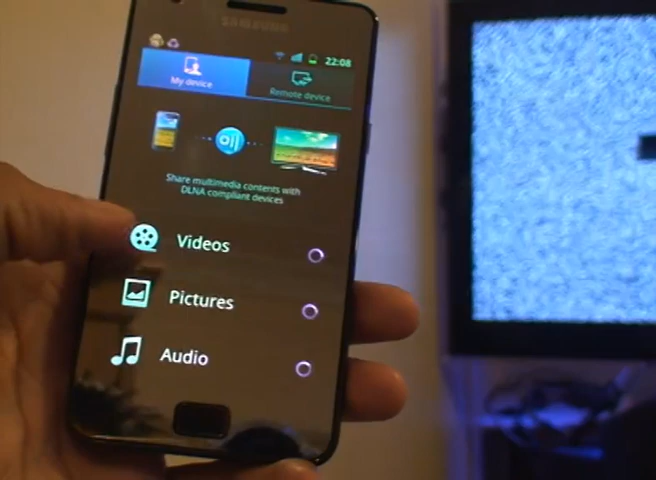 SAMSUNG
22:08
My device
Remote device
Share multimedia contents with
DLNA compliant devices
Videos
Pictures
Audio